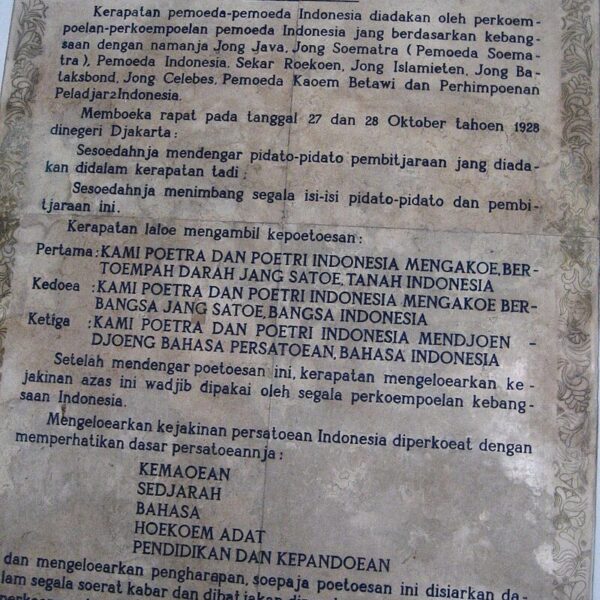 Kerapatan pemoeda-pemoeda Indonesia diadakan oleh perkoem-
poelan-perkoempoelan pemoeda Indonesia jang berdasarkan kebang-
saan dengan namanja Jong Java, Jong Soematra (Pemoeda Soema-
tra), Pemoeda Indonesia, Sekar Roekoen, Jong Islamieten, Jong Ba-
taksbond, Jong Celebes, Pemoeda Kaoem Betawi dan Perhimpoenan
Peladjar2Indonesia.
Memboeka rapat pada tanggal 27 dan 28 Oktober tahoen 1928
dinegeri Djakarta:
Sesoedahnja mendengar pidato-pidato pembitjaraan jang diada-
kan didalam kerapatan tadi;
Sesoedahnja menimbang segala isi-isi pidato-pidato dan pembi-
tjaraan ini.
Kerapatan laloe mengambil kepoetoesan:
Pertama: KAMI POETRA DAN POETRI INDONESIA MENGAKOE, BER-
TOEMPAH DARAH JANG SATOE, TANAH INDONESIA
Kedoea : KAMI POETRA DAN POETRI INDONESIA MENGAKOE BER-
BANGSA JANG SATOE, BANGSA INDONESIA
Ketiga : KAMI POETRA DAN POETRI INDONESIA MENDJOEN -
DJOENG BAHASA PERSATOEAN, BAHASA INDONESIA
Setelah mendengar poetoesan ini, kerapatan mengeloearkan ke-
jakinan azas ini wadjib dipakai oleh segala perkoempoelan kebang-
saan Indonesia.
Mengeloearkan kejakinan persatoean Indonesia diperkoeat dengan
memperhatikan dasar persatoeannja:
KEMAOEAN
SEDJARAH
BAHASA
HOEKOEM ADAT
PENDIDIKAN DAN KEPANDOEAN
dan mengeloearkan pengharapan, soepaja poetoesan ini disiarkan da-
lam segala soerat kabar dan